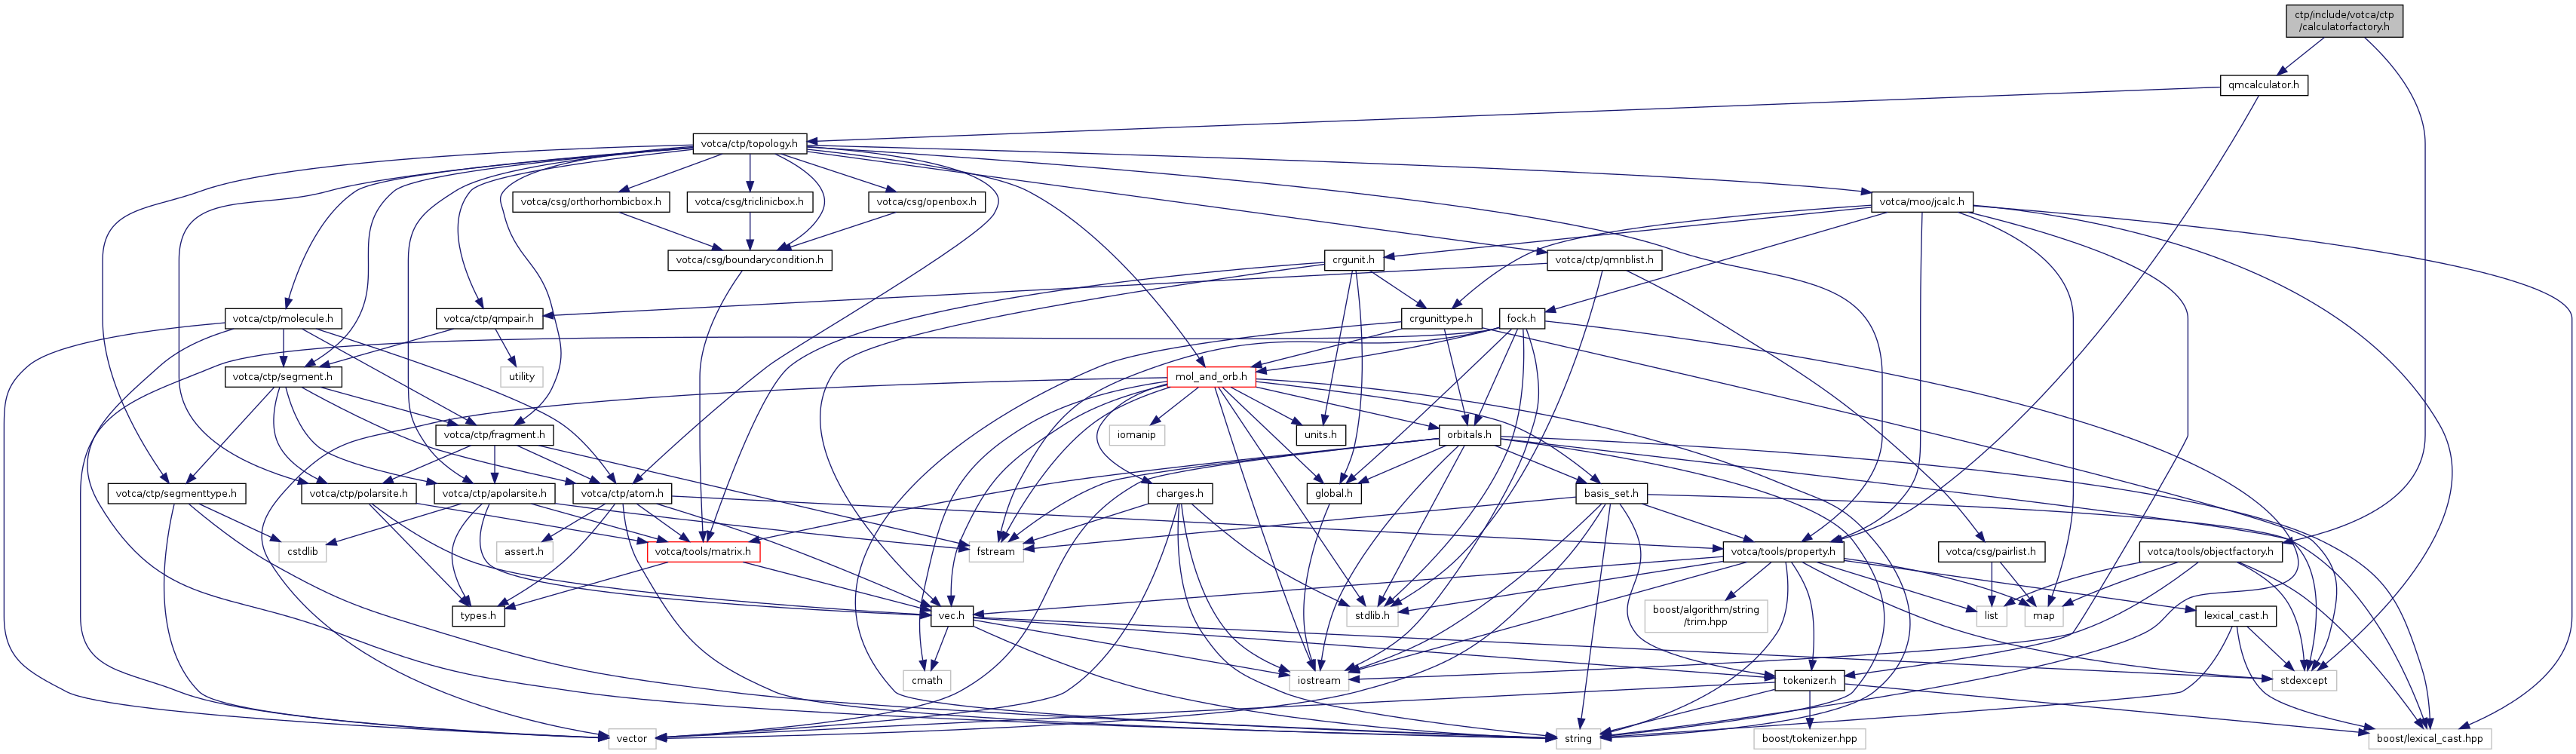 ctp/include/votca/ctp
/calculatorfactory.h
qmcalculator.h
votca/ctp/topology.h
votca/csg/orthorhombicbox.h
votca/csg/triclinicbox.h
votca/csg/openbox.h
votca/moo/jcalc.h
votca/csg/boundarycondition.h
crgunit.h
votca/ctp/qmnblist.h
votca/ctp/molecule.h
votca/ctp/qmpair.h
crgunittype.h
fock.h
votca/ctp/segment.h
utility
mol_and_orb.h
votca/ctp/fragment.h
iomanip
units.h
orbitals.h
votca/ctp/segmenttype.h
votca/ctp/polarsite.h
votca/ctp/apolarsite.h
votca/ctp/atom.h
charges.h
global.h
basis_set.h
cstdlib
assert.h
votca/tools/matrix.h
fstream
votca/tools/property.h
votca/csg/pairlist.h
votca/tools/objectfactory.h
types.h
vec.h
stdlib.h
boost/algorithm/string
/trim.hpp
list
map
lexical_cast.h
cmath
iostream
tokenizer.h
stdexcept
vector
string
boost/tokenizer.hpp
boost/lexical_cast.hpp